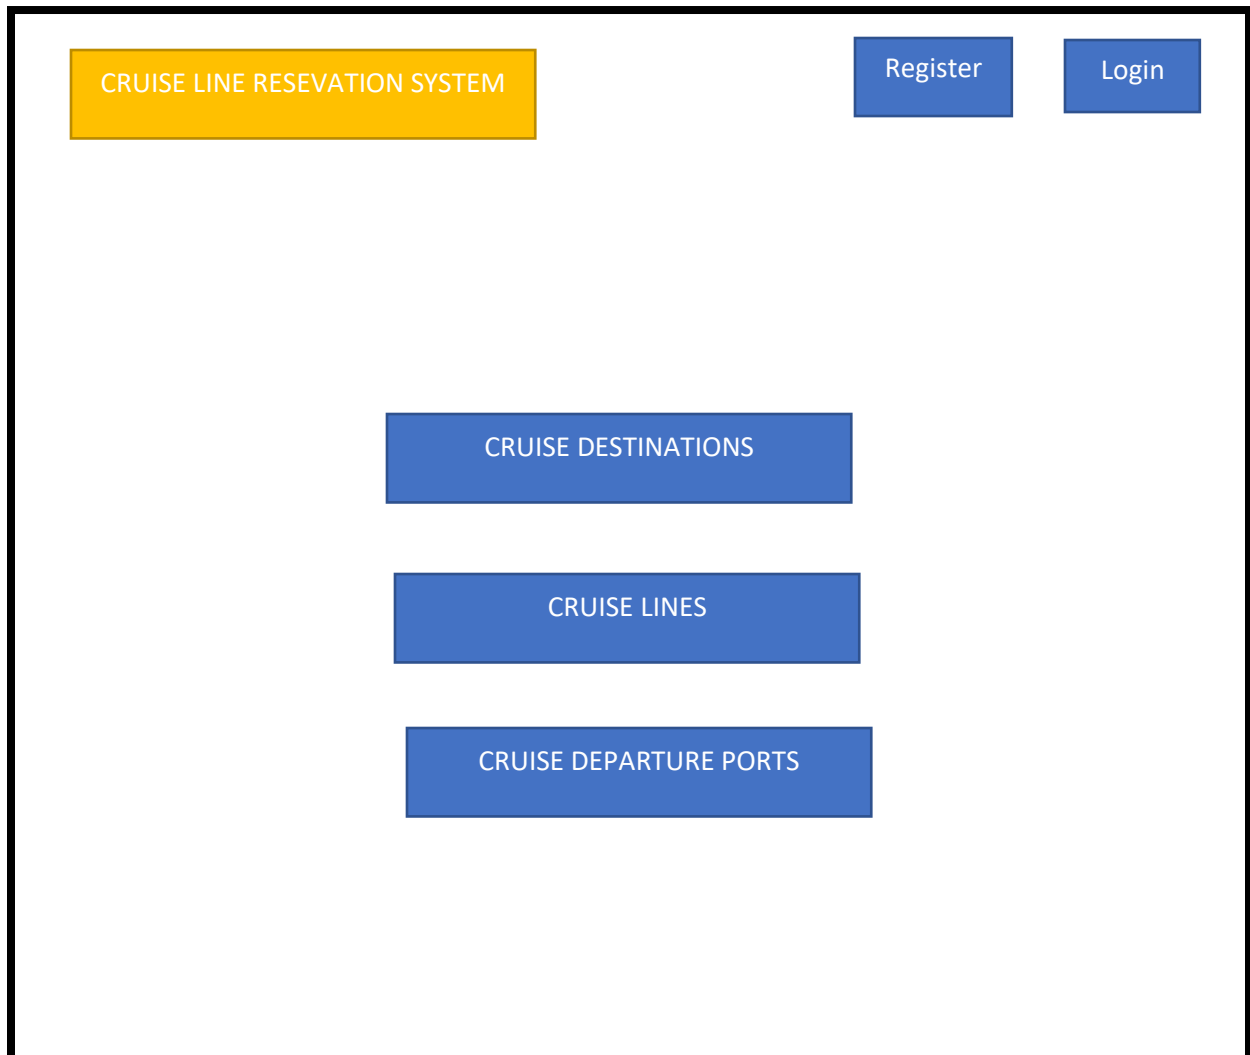 CRUISE LINE RESEVATION SYSTEM
Register
Login
CRUISE DESTINATIONS
CRUISE LINES
CRUISE DEPARTURE PORTS